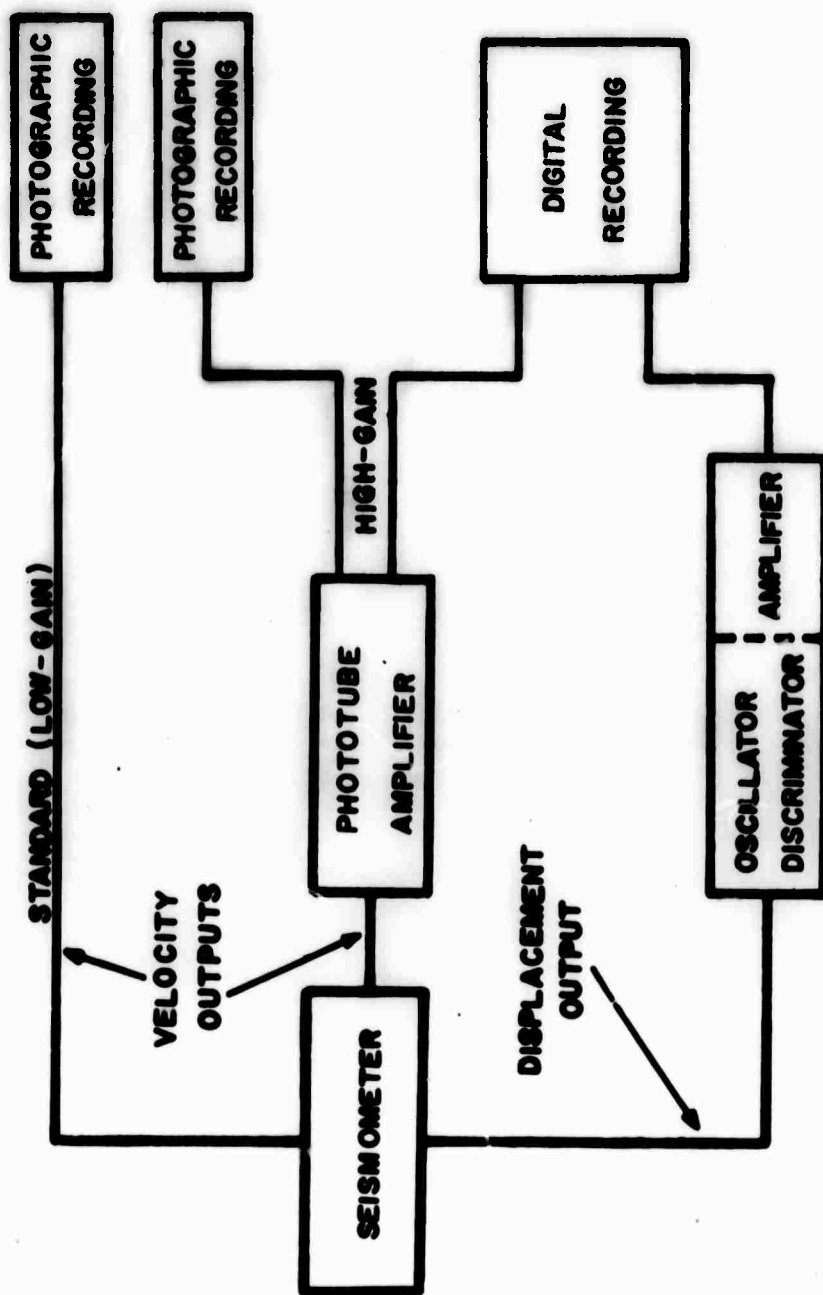 STANDARD (LOW-GAIN)
PHOTOGRAPHIC
RECORDING
PHOTOGRAPHIC
RECORDING
VELOCITY
OUTPUTS
SEISMOMETER
PHOTOTUBE
AMPLIFIER
HIGH-GAIN
DIGITAL
RECORDING
DISPLACEMENT
OUTPUT
OSCILLATOR
DISCRIMINATOR
AMPLIFIER